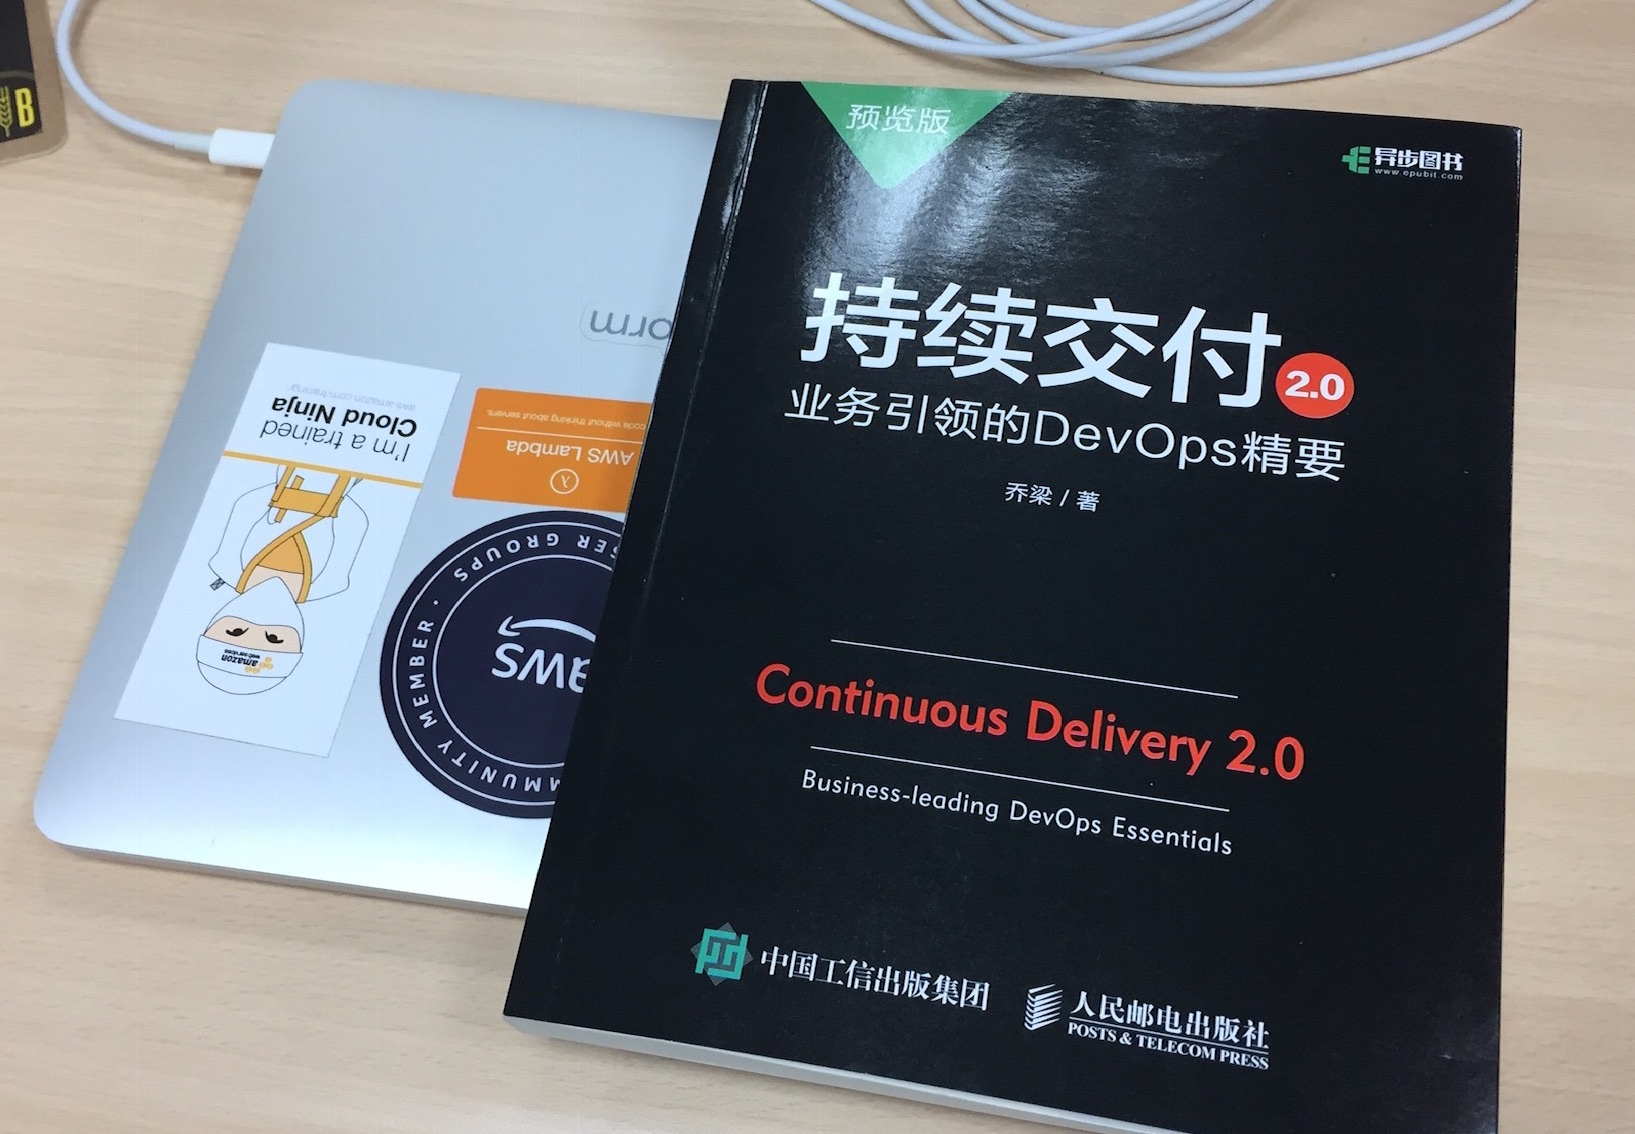 B
预览版
异步图书
www.epubit.com
持续交付 2.0
业务引领的DevOps精要
乔梁 / 著
Continuous Delivery 2.0
Business-leading DevOps Essentials
中国工信出版集团
人民邮电出版社
POSTS & TELECOM PRESS
orm
I'm a trained
Cloud Ninja
aws.amazon.com/training/
amazon
web services
λ
AWS Lambda
code without thinking about servers.
MMUNITY MEMBER · SER GROUPS
aws